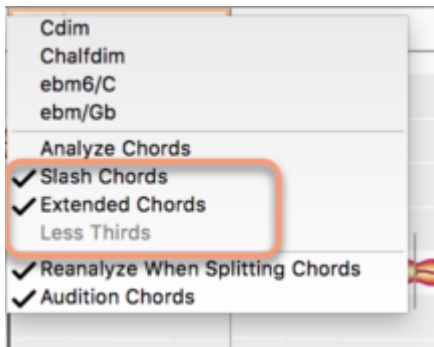 Cdim
Chalfdim
ebm6/C
ebm/Gb
Analyze Chords
Slash Chords
Extended Chords
Less Thirds
Reanalyze When Splitting Chords
Audition Chords